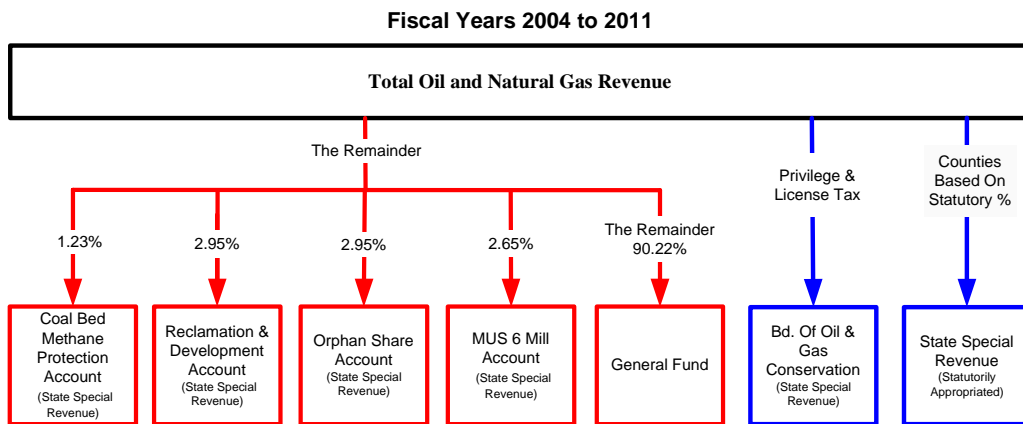 Fiscal Years 2004 to 2011
Total Oil and Natural Gas Revenue
The Remainder
Privilege &
License Tax
Counties
Based On
Statutory %
1.23%
2.95%
2.95%
2.65%
The Remainder
90.22%
Coal Bed
Methane
Protection
Account
(State Special
Revenue)
Reclamation &
Development
Account
(State Special
Revenue)
Orphan Share
Account
(State Special
Revenue)
MUS 6 Mill
Account
(State Special
Revenue)
General Fund
Bd. Of Oil &
Gas
Conservation
(State Special
Revenue)
State Special
Revenue
(Statutorily
Appropriated)